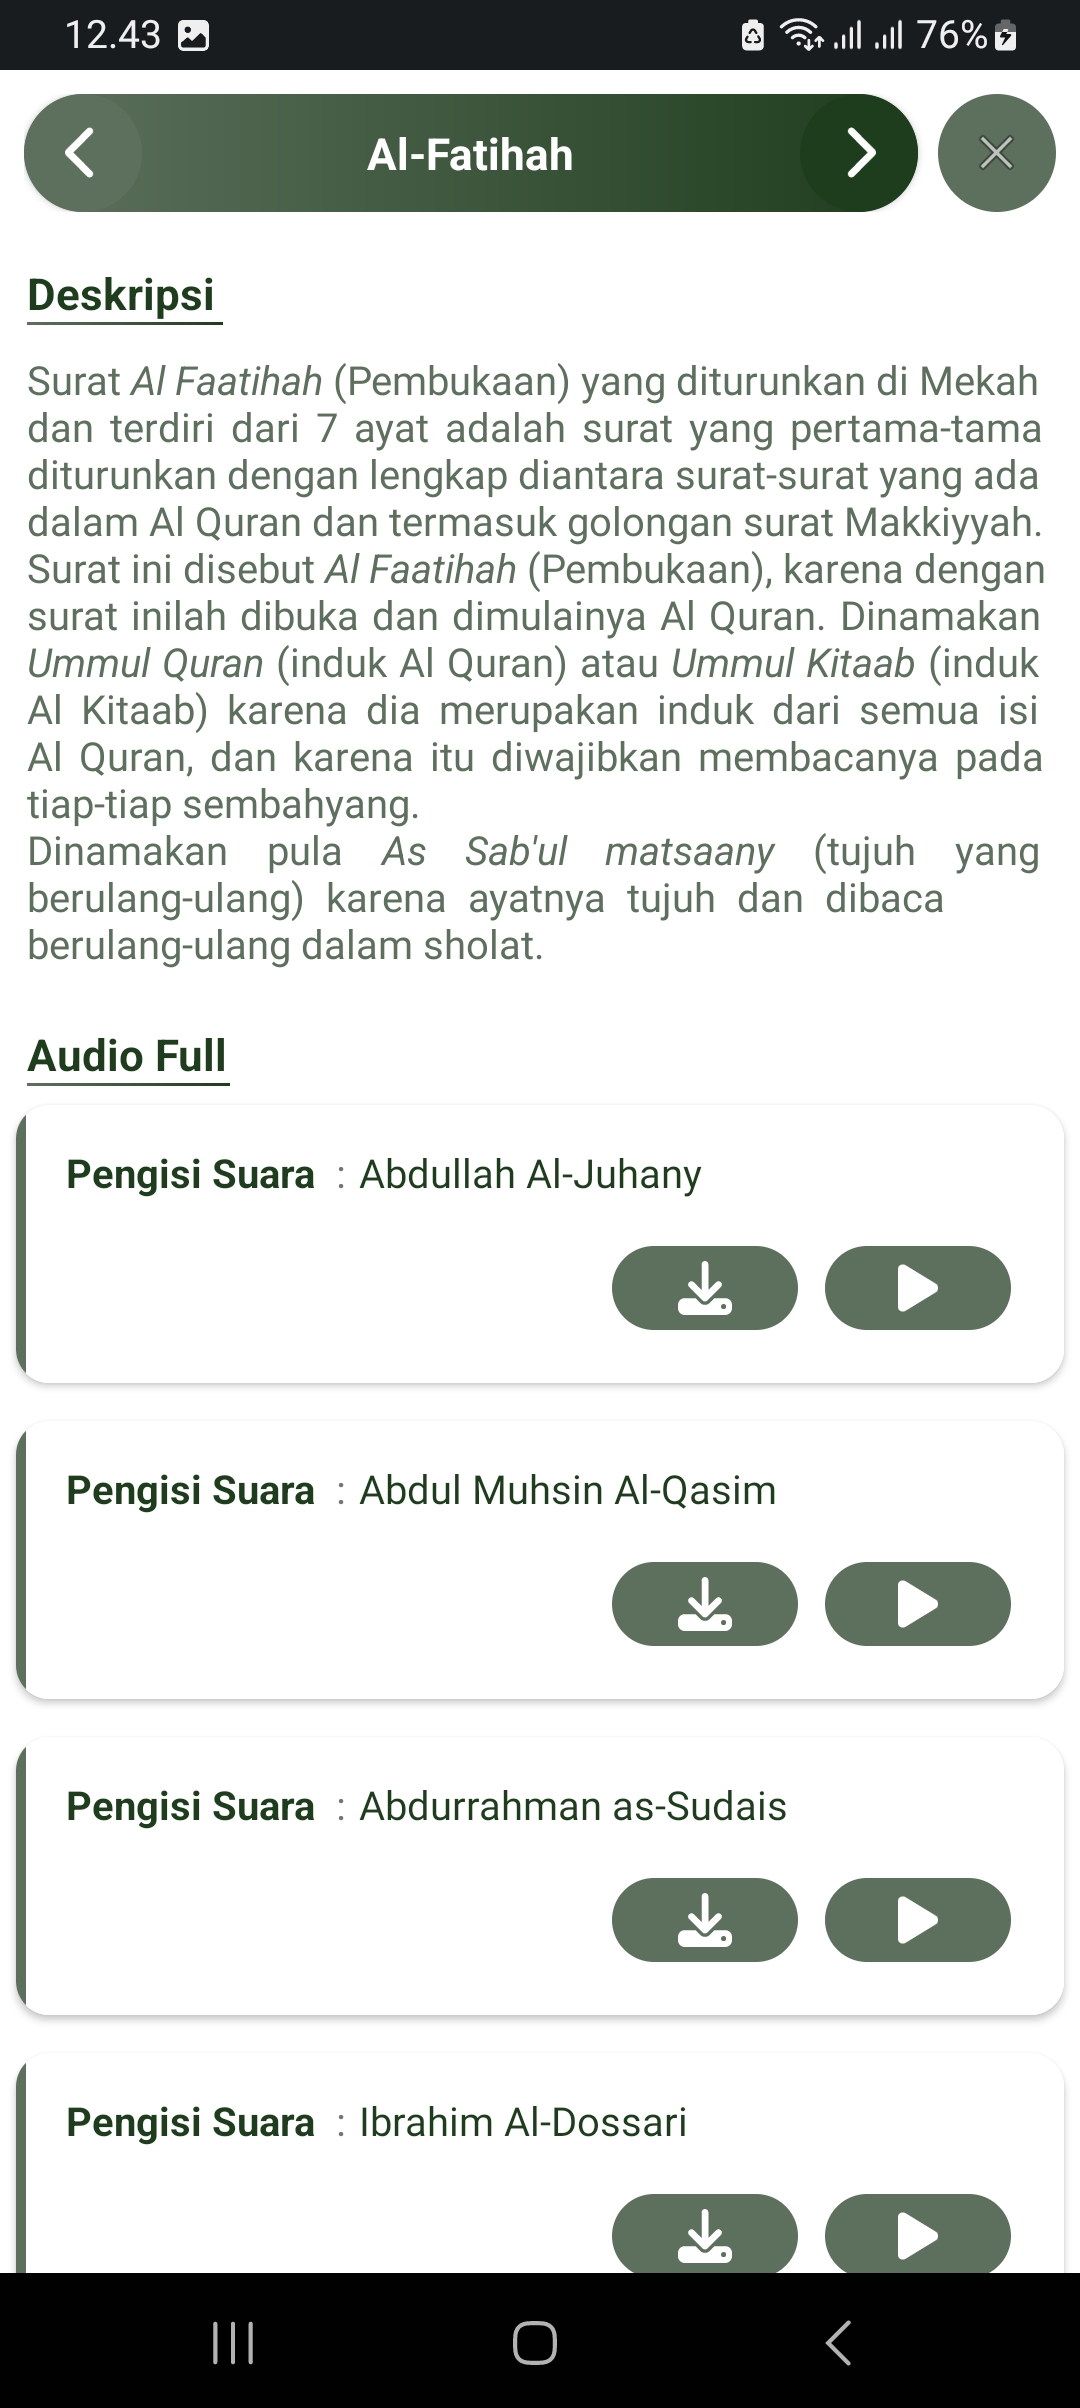 12.43
76%
Al-Fatihah
Deskripsi
Surat Al Faatihah (Pembukaan) yang diturunkan di Mekah
dan terdiri dari 7 ayat adalah surat yang pertama-tama
diturunkan dengan lengkap diantara surat-surat yang ada
dalam Al Quran dan termasuk golongan surat Makkiyyah.
Surat ini disebut Al Faatihah (Pembukaan), karena dengan
surat inilah dibuka dan dimulainya Al Quran. Dinamakan
Ummul Quran (induk Al Quran) atau Ummul Kitaab (induk
Al Kitaab) karena dia merupakan induk dari semua isi
Al Quran, dan karena itu diwajibkan membacanya pada
tiap-tiap sembahyang.
Dinamakan pula As Sab'ul matsaany (tujuh yang
berulang-ulang) karena ayatnya tujuh dan dibaca
berulang-ulang dalam sholat.
Audio Full
Pengisi Suara : Abdullah Al-Juhany
Pengisi Suara : Abdul Muhsin Al-Qasim
Pengisi Suara : Abdurrahman as-Sudais
Pengisi Suara : Ibrahim Al-Dossari